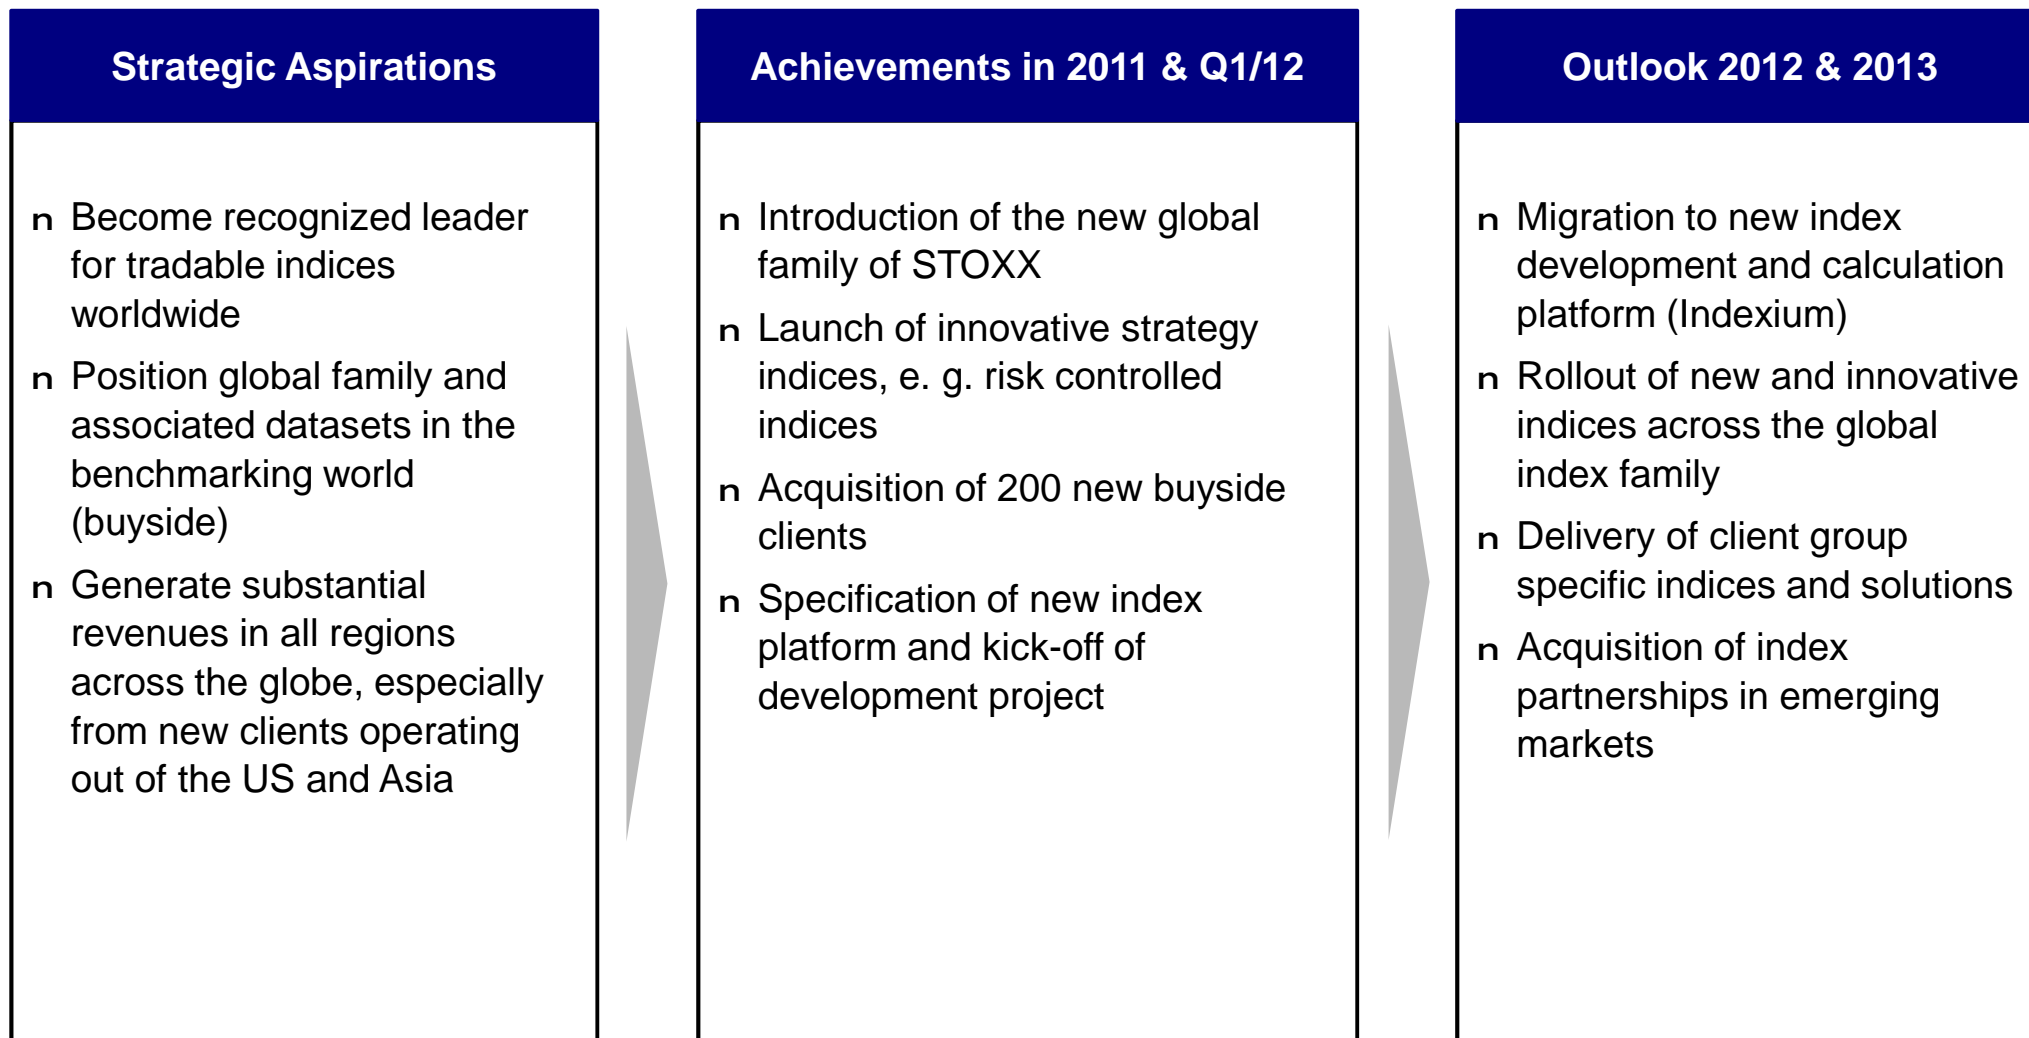 Strategic Aspirations
n Become recognized leader
for tradable indices
worldwide
n Position global family and
associated datasets in the
benchmarking world
(buyside)
n Generate substantial
revenues in all regions
across the globe, especially
from new clients operating
out of the US and Asia
Achievements in 2011 & Q1/12
n Introduction of the new global
family of STOXX
n Launch of innovative strategy
indices, e. g. risk controlled
indices
n Acquisition of 200 new buyside
clients
n Specification of new index
platform and kick-off of
development project
Outlook 2012 & 2013
n Migration to new index
development and calculation
platform (Indexium)
n Rollout of new and innovative
indices across the global
index family
n Delivery of client group
specific indices and solutions
n Acquisition of index
partnerships in emerging
markets